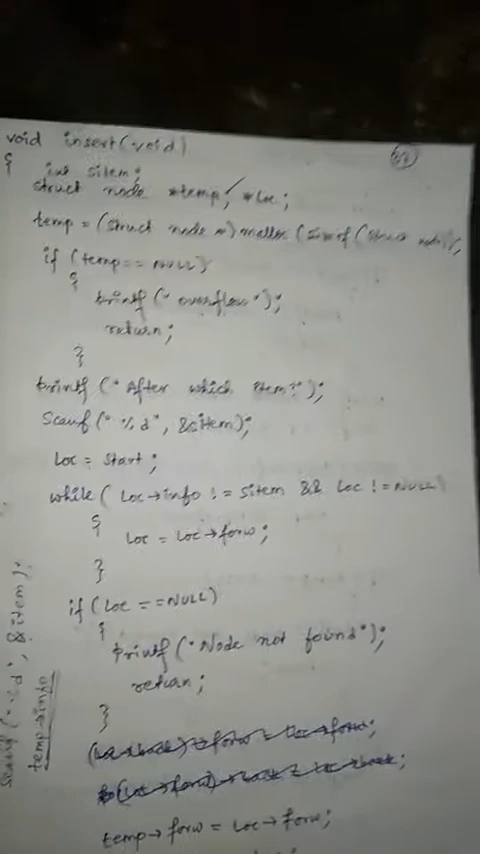 void insert(void)
{
int sitem;
struct node *temp, *Loc;
temp = (struct node *) malloc (sizeof (struct node));
if (temp == NULL)
{
printf (" overflow");
return;
}
printf (" After which item?");
scanf (" %d", &sitem);
Loc = Start;
while ( Loc→info != sitem && Loc != NULL)
{
Loc = Loc→forw;
}
if (Loc == NULL)
{
printf ("Node not found");
return;
}
temp→forw = Loc→forw;
scanf (" %d", &item);
temp→info